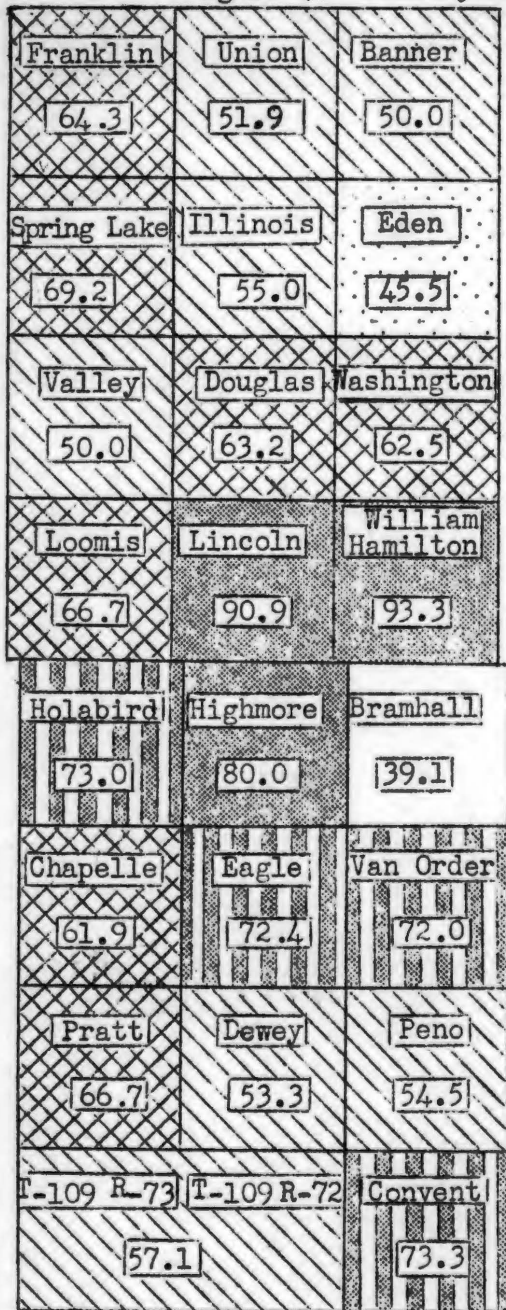 Franklin Union Banner
64.3 51.9 50.0
Spring Lake Illinois Eden
69.2 55.0 45.5
Valley Douglas Washington
50.0 63.2 62.5
Loomis Lincoln William Hamilton
66.7 90.9 93.3
Holabird Highmore Bramhall
73.0 80.0 39.1
Chapelle Eagle Van Order
61.9 72.4 72.0
Pratt Dewey Peno
66.7 53.3 54.5
T-109 R-73 T-109 R-72 Convent
57.1 73.3